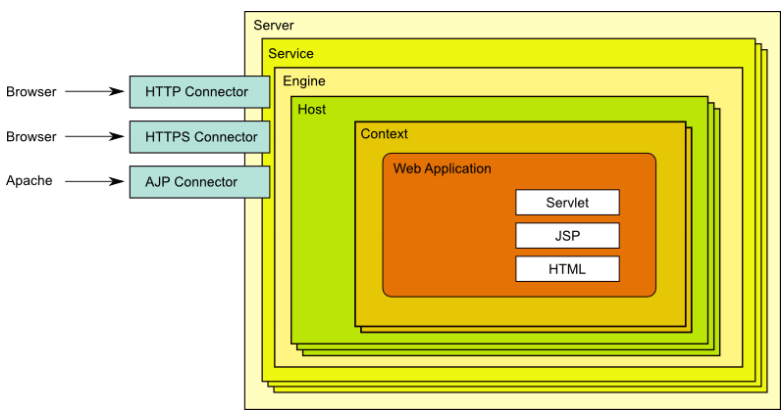 Server
Service
Engine
Browser
HTTP Connector
Host
Context
Browser
HTTPS Connector
Web Application
Apache
AJP Connector
Servlet
JSP
HTML